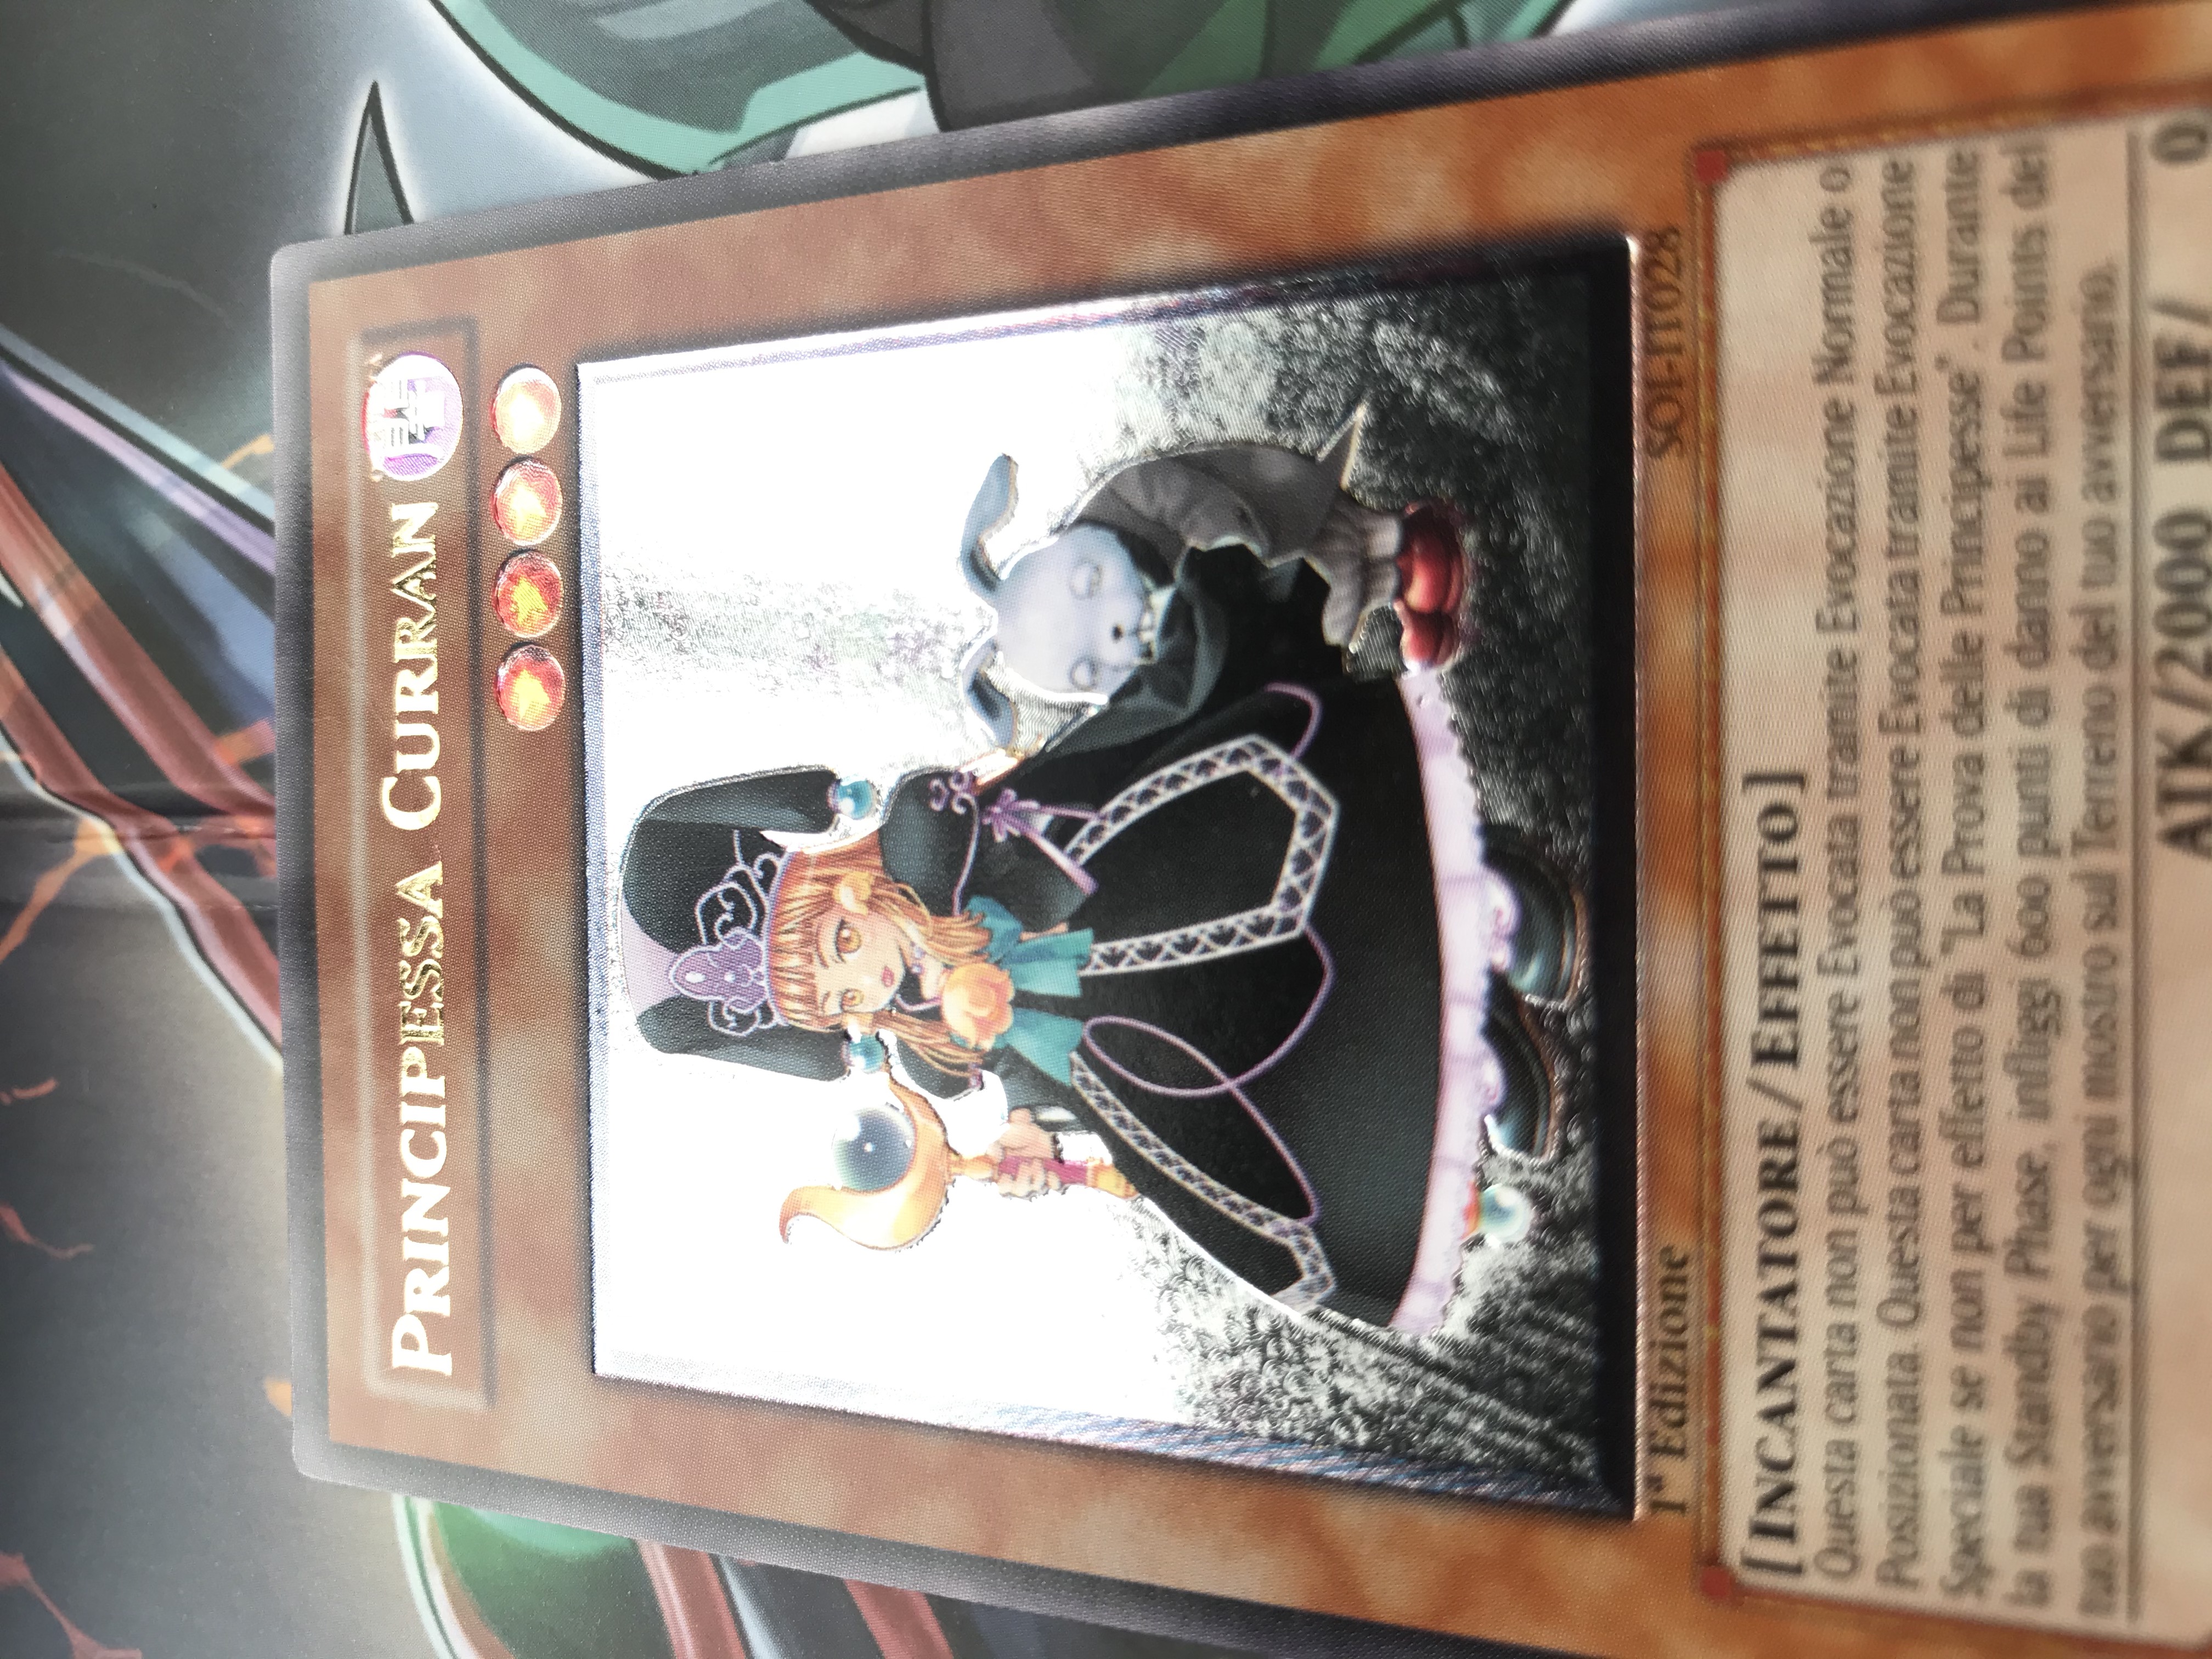 PRINCIPESSA CURRAN
1ª Edizione
SOI-IT028
[INCANTATORE/EFFETTO]
Questa carta non può essere Evocata tramite Evocazione Normale o
Posizionata. Questa carta non può essere Evocata tramite Evocazione
Speciale se non per effetto di "La Prova delle Principesse". Durante
la tua Standby Phase, infliggi 600 punti di danno ai Life Points del
tuo avversario per ogni mostro sul Terreno del tuo avversario.
ATK/2000 DEF/ 0